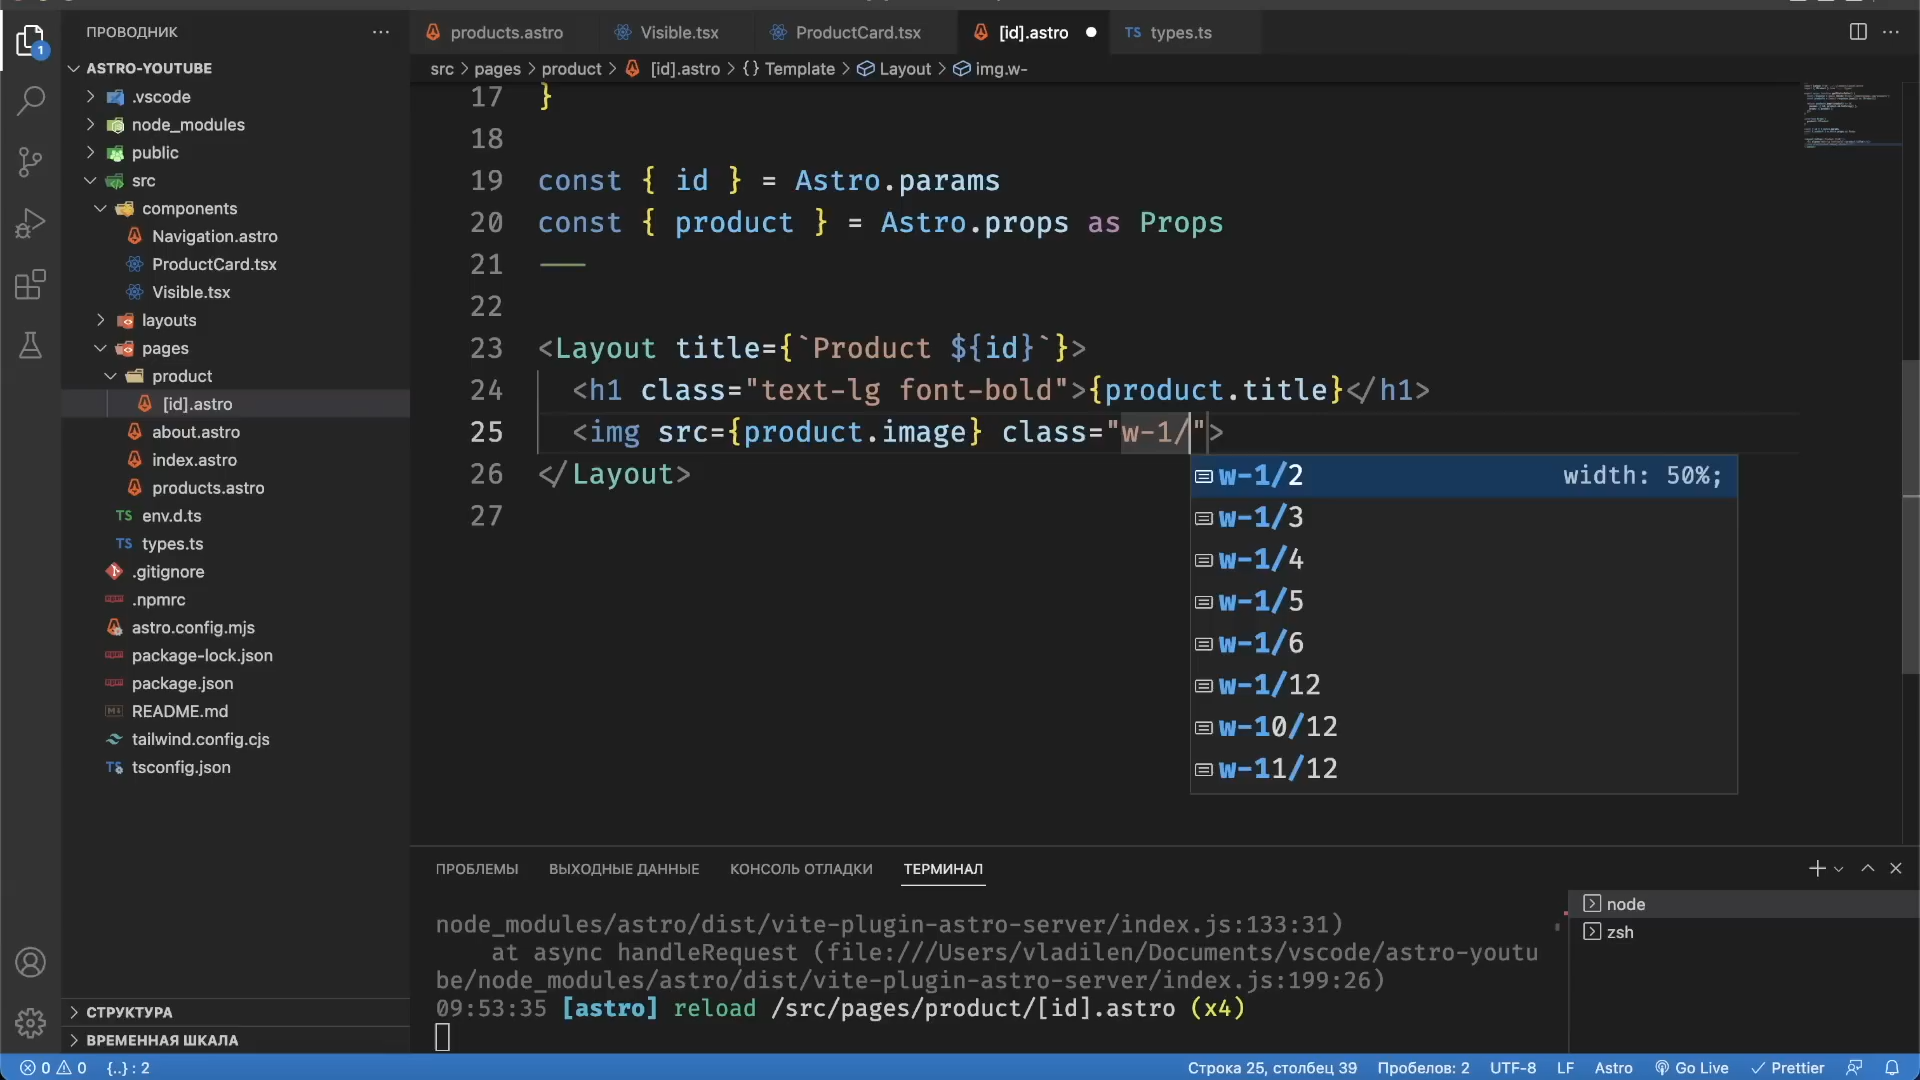 ПРОВОДНИК
ASTRO-YOUTUBE
.vscode
node_modules
public
src
components
Navigation.astro
ProductCard.tsx
Visible.tsx
layouts
pages
product
[id].astro
about.astro
index.astro
products.astro
TS env.d.ts
TS types.ts
.gitignore
.npmrc
astro.config.mjs
package-lock.json
package.json
README.md
tailwind.config.cjs
tsconfig.json
СТРУКТУРА
ВРЕМЕННАЯ ШКАЛА
products.astro Visible.tsx ProductCard.tsx [id].astro TS types.ts
src > pages > product > [id].astro > {} Template > Layout > img.w-
17 }
18
19 const { id } = Astro.params
20 const { product } = Astro.props as Props
21 ---
22
23 <Layout title={`Product ${id}`}>
24 <h1 class="text-lg font-bold">{product.title}</h1>
25 <img src={product.image} class="w-1/">
26 </Layout>
27
w-1/2 width: 50%;
w-1/3
w-1/4
w-1/5
w-1/6
w-1/12
w-10/12
w-11/12
ПРОБЛЕМЫ ВЫХОДНЫЕ ДАННЫЕ КОНСОЛЬ ОТЛАДКИ ТЕРМИНАЛ
node_modules/astro/dist/vite-plugin-astro-server/index.js:133:31)
at async handleRequest (file:///Users/vladilen/Documents/vscode/astro-youtu
be/node_modules/astro/dist/vite-plugin-astro-server/index.js:199:26)
09:53:35 [astro] reload /src/pages/product/[id].astro (x4)
node
zsh
0 0 {..} : 2 Строка 25, столбец 39 Пробелов: 2 UTF-8 LF Astro Go Live Prettier